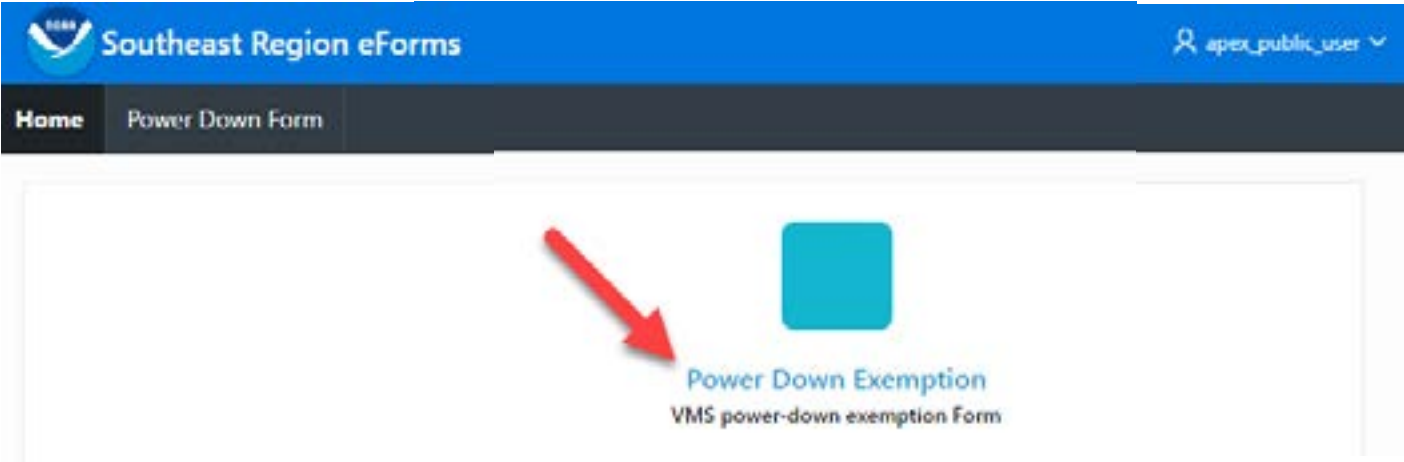 Southeast Region eForms
apex_public_user
Home Power Down Form
Power Down Exemption
VMS power-down exemption Form